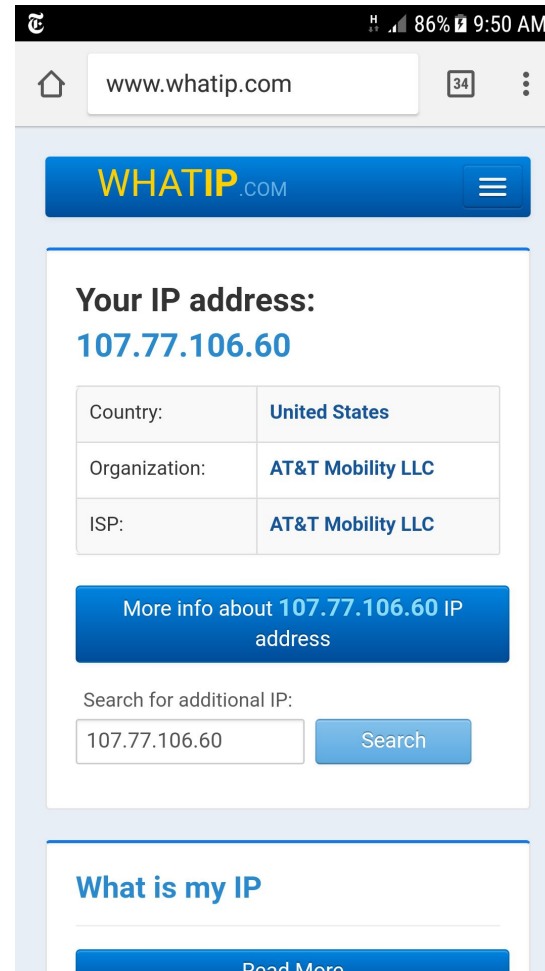 H 86% 9:50 AM
www.whatip.com
34
WHATIP.COM
Your IP address:
107.77.106.60
Country: United States
Organization: AT&T Mobility LLC
ISP: AT&T Mobility LLC
More info about 107.77.106.60 IP
address
Search for additional IP:
107.77.106.60 Search
What is my IP
Read More